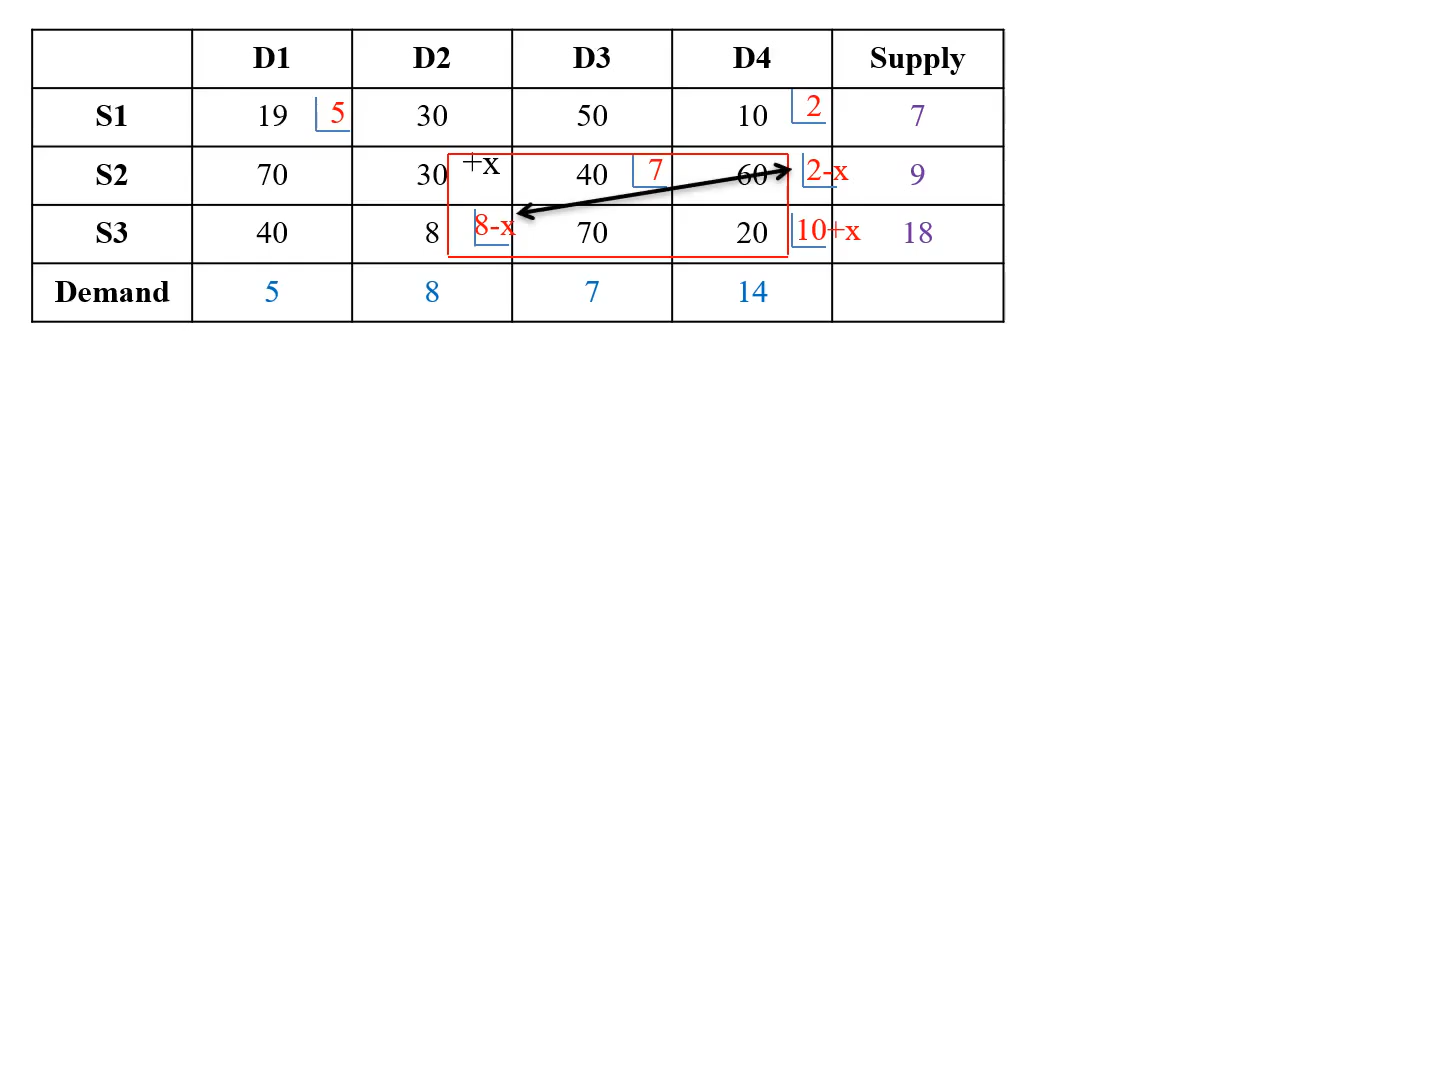 D1 D2 D3 D4 Supply
S1 19 5 30 50 10 2 7
S2 70 30 +x 40 7 60 2-x 9
S3 40 8 8-x 70 20 10+x 18
Demand 5 8 7 14